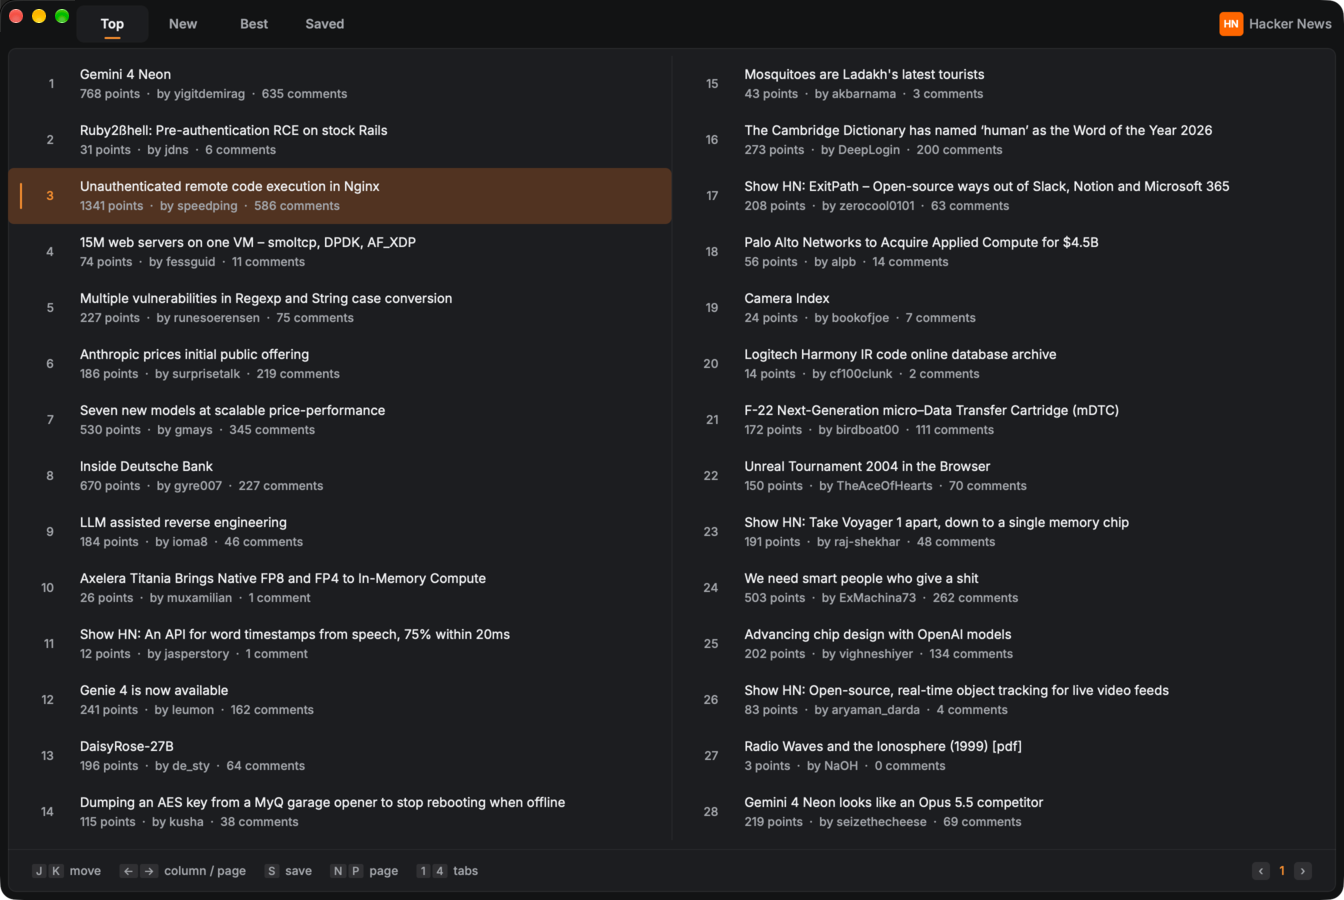 Top New Best Saved
HN Hacker News
1 Gemini 4 Neon
768 points · by yigitdemirag · 635 comments
2 Ruby2ßhell: Pre-authentication RCE on stock Rails
31 points · by jdns · 6 comments
3 Unauthenticated remote code execution in Nginx
1341 points · by speedping · 586 comments
4 15M web servers on one VM – smoltcp, DPDK, AF_XDP
74 points · by fessguid · 11 comments
5 Multiple vulnerabilities in Regexp and String case conversion
227 points · by runesoerensen · 75 comments
6 Anthropic prices initial public offering
186 points · by surprisetalk · 219 comments
7 Seven new models at scalable price-performance
530 points · by gmays · 345 comments
8 Inside Deutsche Bank
670 points · by gyre007 · 227 comments
9 LLM assisted reverse engineering
184 points · by ioma8 · 46 comments
10 Axelera Titania Brings Native FP8 and FP4 to In-Memory Compute
26 points · by muxamilian · 1 comment
11 Show HN: An API for word timestamps from speech, 75% within 20ms
12 points · by jasperstory · 1 comment
12 Genie 4 is now available
241 points · by leumon · 162 comments
13 DaisyRose-27B
196 points · by de_sty · 64 comments
14 Dumping an AES key from a MyQ garage opener to stop rebooting when offline
115 points · by kusha · 38 comments
15 Mosquitoes are Ladakh's latest tourists
43 points · by akbarnama · 3 comments
16 The Cambridge Dictionary has named ‘human’ as the Word of the Year 2026
273 points · by DeepLogin · 200 comments
17 Show HN: ExitPath – Open-source ways out of Slack, Notion and Microsoft 365
208 points · by zerocool0101 · 63 comments
18 Palo Alto Networks to Acquire Applied Compute for $4.5B
56 points · by alpb · 14 comments
19 Camera Index
24 points · by bookofjoe · 7 comments
20 Logitech Harmony IR code online database archive
14 points · by cf100clunk · 2 comments
21 F-22 Next-Generation micro–Data Transfer Cartridge (mDTC)
172 points · by birdboat00 · 111 comments
22 Unreal Tournament 2004 in the Browser
150 points · by TheAceOfHearts · 70 comments
23 Show HN: Take Voyager 1 apart, down to a single memory chip
191 points · by raj-shekhar · 48 comments
24 We need smart people who give a shit
503 points · by ExMachina73 · 262 comments
25 Advancing chip design with OpenAI models
202 points · by vighneshiyer · 134 comments
26 Show HN: Open-source, real-time object tracking for live video feeds
83 points · by aryaman_darda · 4 comments
27 Radio Waves and the Ionosphere (1999) [pdf]
3 points · by NaOH · 0 comments
28 Gemini 4 Neon looks like an Opus 5.5 competitor
219 points · by seizethecheese · 69 comments
J K move ← → column / page S save N P page 1 4 tabs
‹ 1 ›